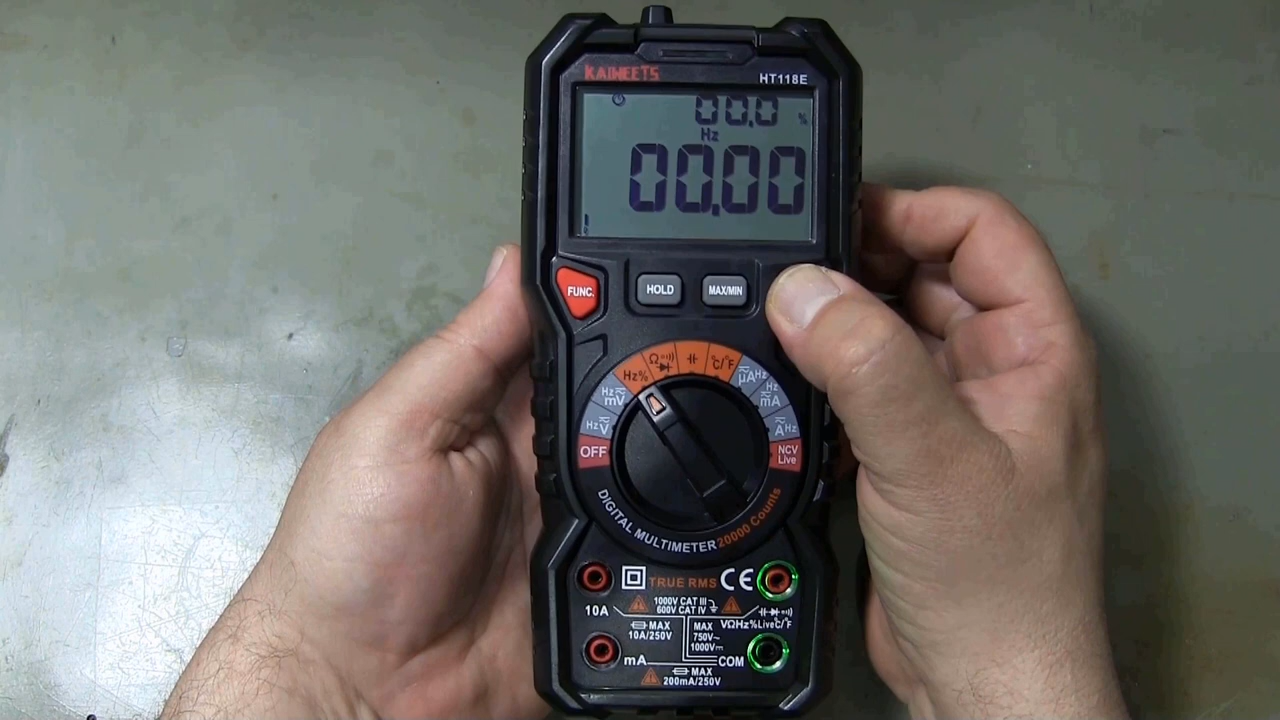 KAIWEETS
HT118E
00.0 %
Hz
00.00
FUNC.
HOLD
MAX/MIN
Hz%
Ω
°C/°F
Hz mV
μA Hz
Hz mA
Hz V
A Hz
OFF
NCV Live
DIGITAL MULTIMETER 20000 Counts
TRUE RMS CE
10A
1000V CAT III
600V CAT IV
MAX
10A/250V
MAX
750V~
1000V⎓
VΩHz%Live°C/°F
mA
COM
MAX
200mA/250V